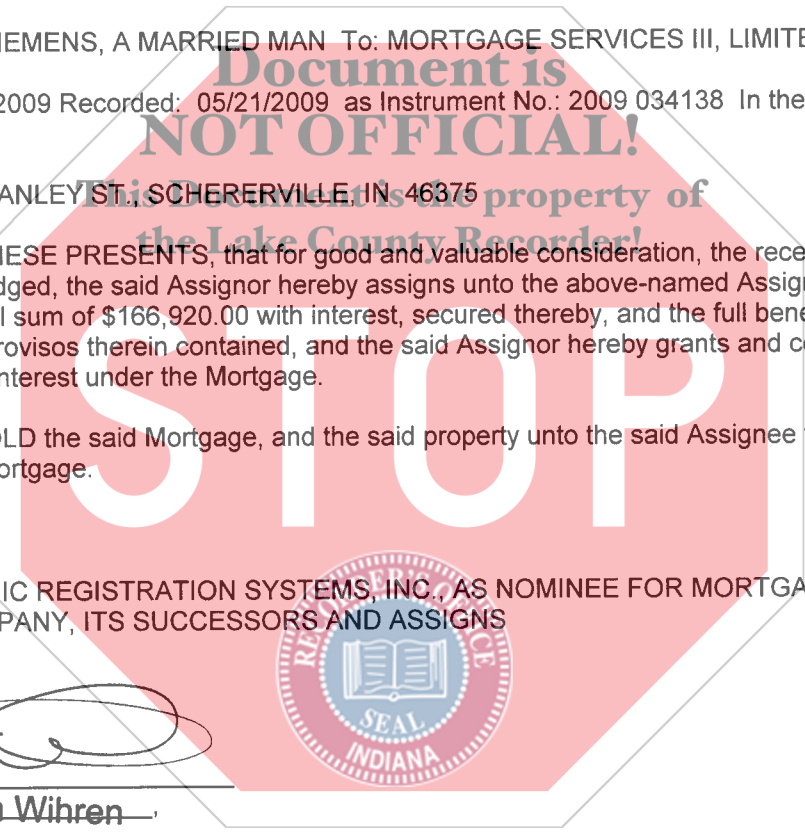 IEMENS, A MARRIED MAN To: MORTGAGE SERVICES III, LIMITE
Document is
2009 Recorded: 05/21/2009 as Instrument No.: 2009 034138 In the
NOT OFFICIAL!
ANLEY ST., SCHERERVILLE, IN 46375
This Document is the property of
the Lake County Recorder!
IESE PRESENTS, that for good and valuable consideration, the rece
dged, the said Assignor hereby assigns unto the above-named Assig
l sum of $166,920.00 with interest, secured thereby, and the full bene
rovisos therein contained, and the said Assignor hereby grants and c
nterest under the Mortgage.
STOP
OLD the said Mortgage, and the said property unto the said Assignee
ortgage.
IC REGISTRATION SYSTEMS, INC., AS NOMINEE FOR MORTGA
PANY, ITS SUCCESSORS AND ASSIGNS
RECORDER'S OFFICE
SEAL
INDIANA
Wihren